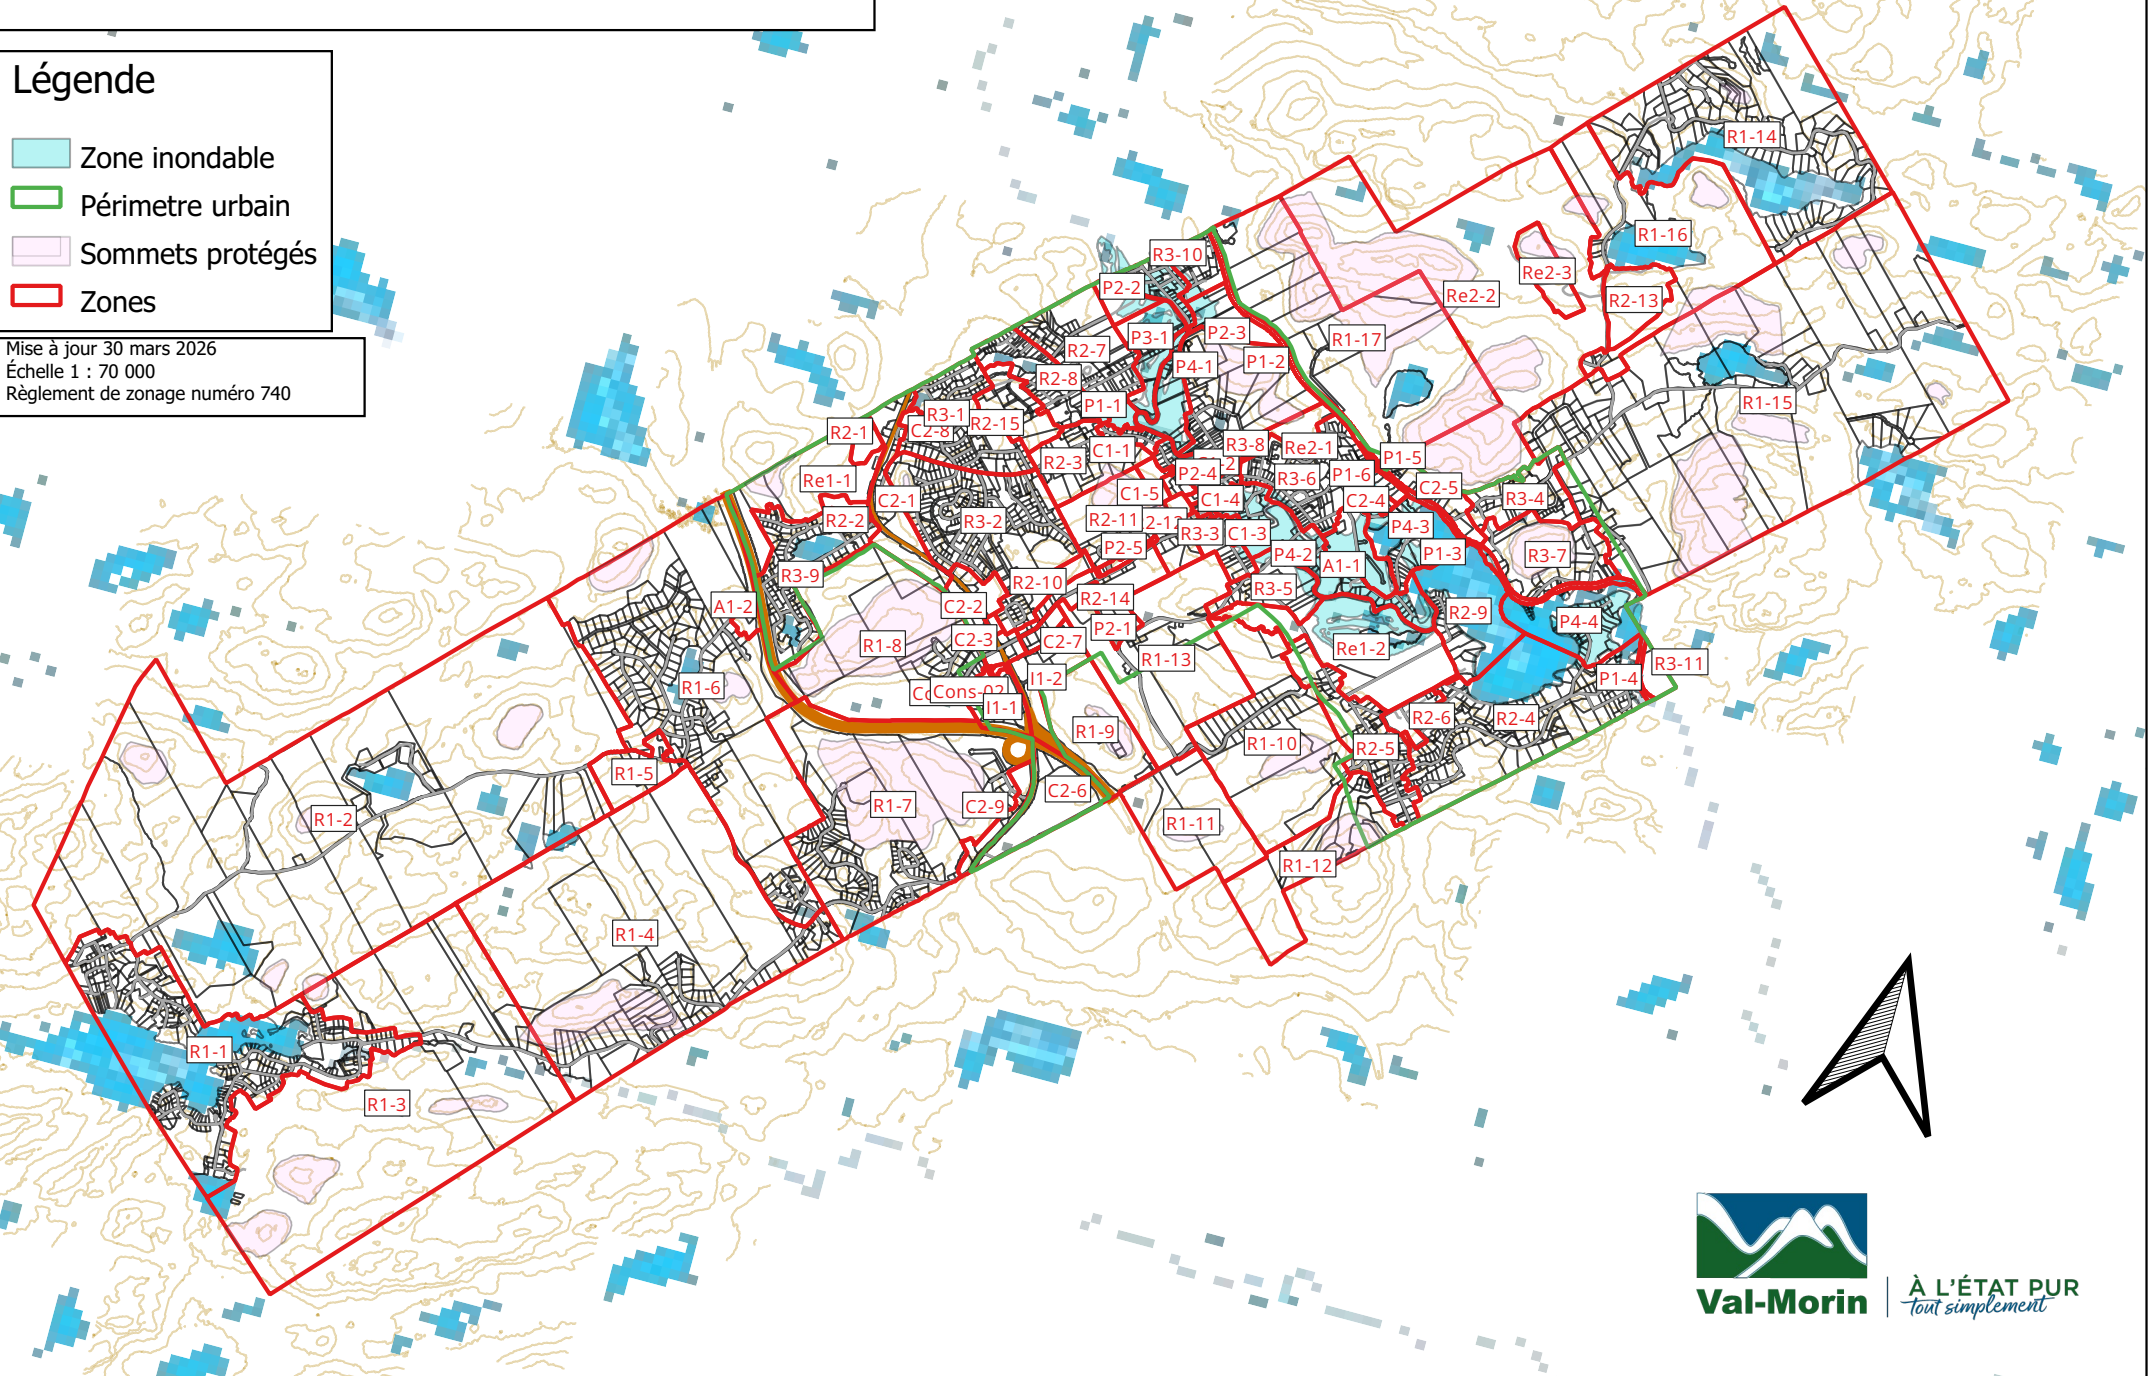 Légende
Zone inondable
Périmetre urbain
Sommets protégés
Zones
Mise à jour 30 mars 2026
Échelle 1 : 70 000
Règlement de zonage numéro 740
R1-14
R1-16
R3-10
Re2-3
P2-2
Re2-2
R2-13
P2-3
P3-1
R1-17
R2-7
P1-2
P4-1
R2-8
R1-15
P1-1
R3-1
R2-15
R2-1
C2-8
R3-8
Re2-1
C1-1
P1-5
R2-3
P2-4
P1-6
Re1-1
R3-6
C2-5
C1-5
C2-1
C1-4
C2-4
R3-4
R2-2
R3-2
R2-11
R3-3
C1-3
P4-3
P2-5
P4-2
P1-3
R3-7
A1-1
R3-9
R2-10
R3-5
R2-14
A1-2
C2-2
R2-9
P4-4
P2-1
C2-3
C2-7
R1-8
Re1-2
R1-13
R3-11
I1-2
P1-4
R1-6
Cons-02
I1-1
R2-6
R2-4
R1-9
R1-10
R2-5
R1-5
C2-6
R1-7
C2-9
R1-2
R1-11
R1-12
R1-4
R1-1
R1-3
Val-Morin
À L'ÉTAT PUR
tout simplement